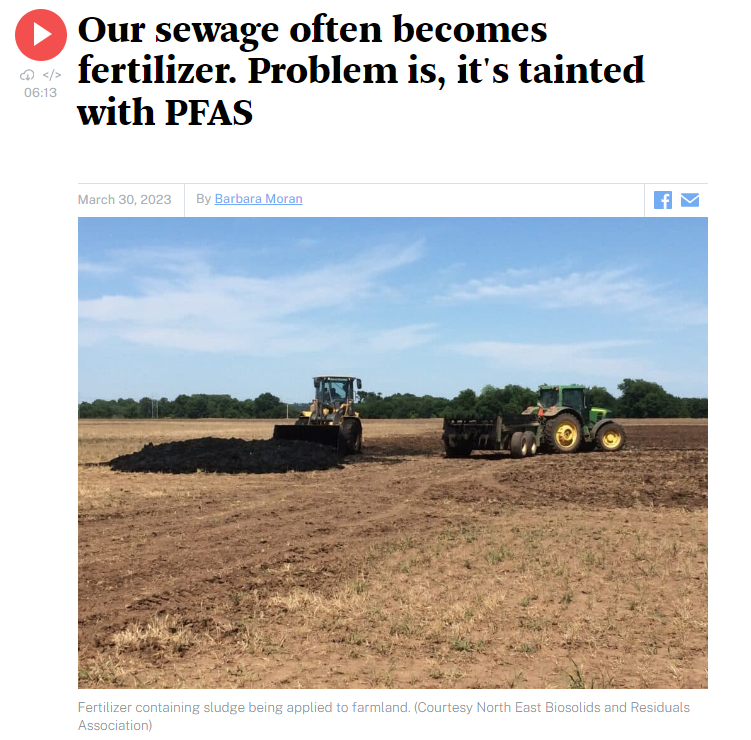 Our sewage often becomes
fertilizer. Problem is, it's tainted
with PFAS
</>
06:13
March 30, 2023
By Barbara Moran
Fertilizer containing sludge being applied to farmland. (Courtesy North East Biosolids and Residuals
Association)